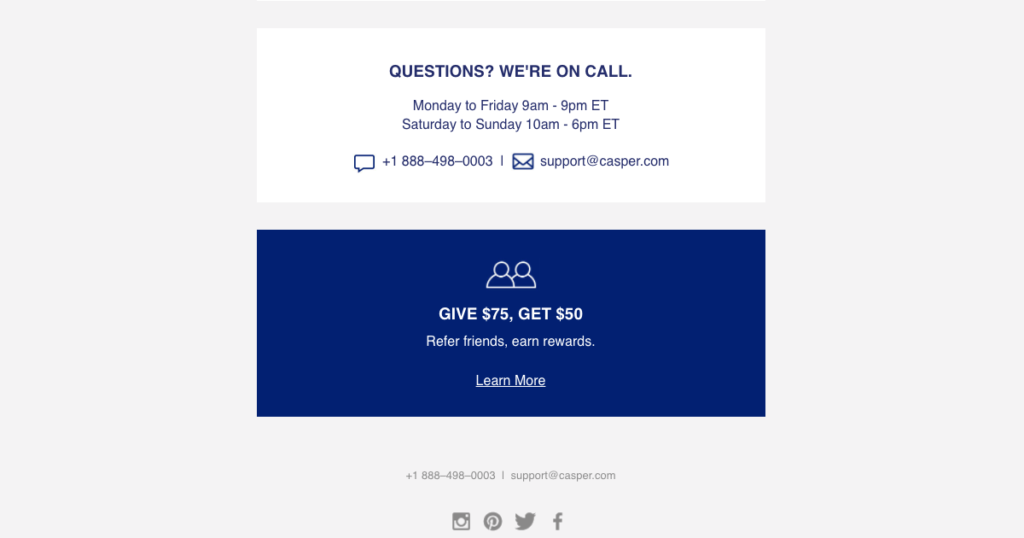 QUESTIONS? WE'RE ON CALL.
Monday to Friday 9am - 9pm ET
Saturday to Sunday 10am - 6pm ET
+1 888–498–0003 | support@casper.com
GIVE $75, GET $50
Refer friends, earn rewards.
Learn More
+1 888–498–0003 | support@casper.com